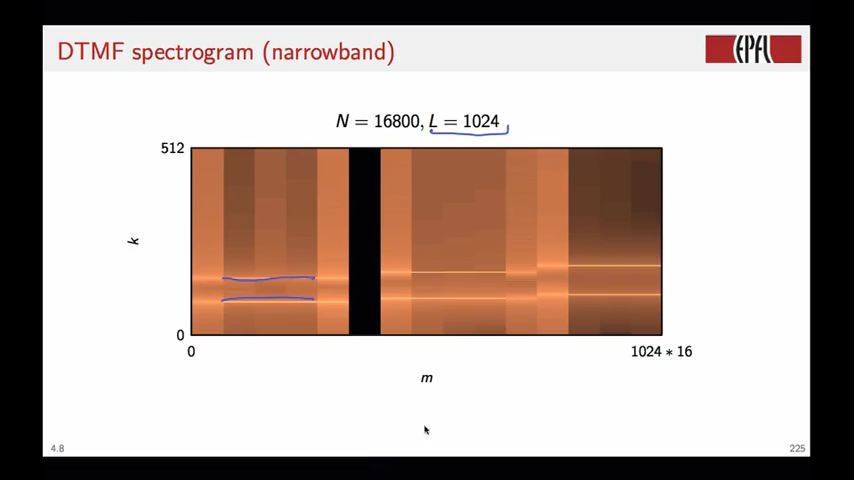 DTMF spectrogram (narrowband)
EPFL
N = 16800, L = 1024
512
k
0
0
1024 * 16
m
4.8
225